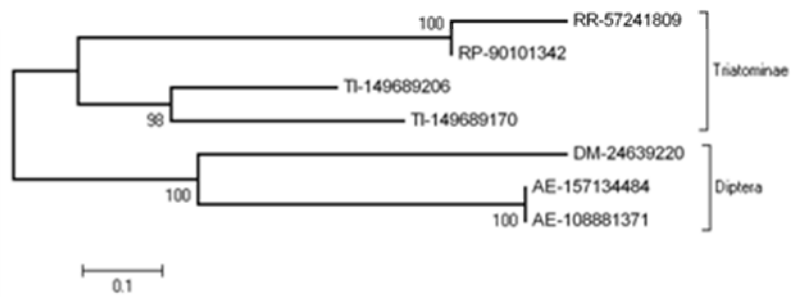 100
RR-57241809
RP-90101342
Triatominae
TI-149689206
98
TI-149689170
DM-24639220
100
AE-157134484
Diptera
100
AE-108881371
0.1